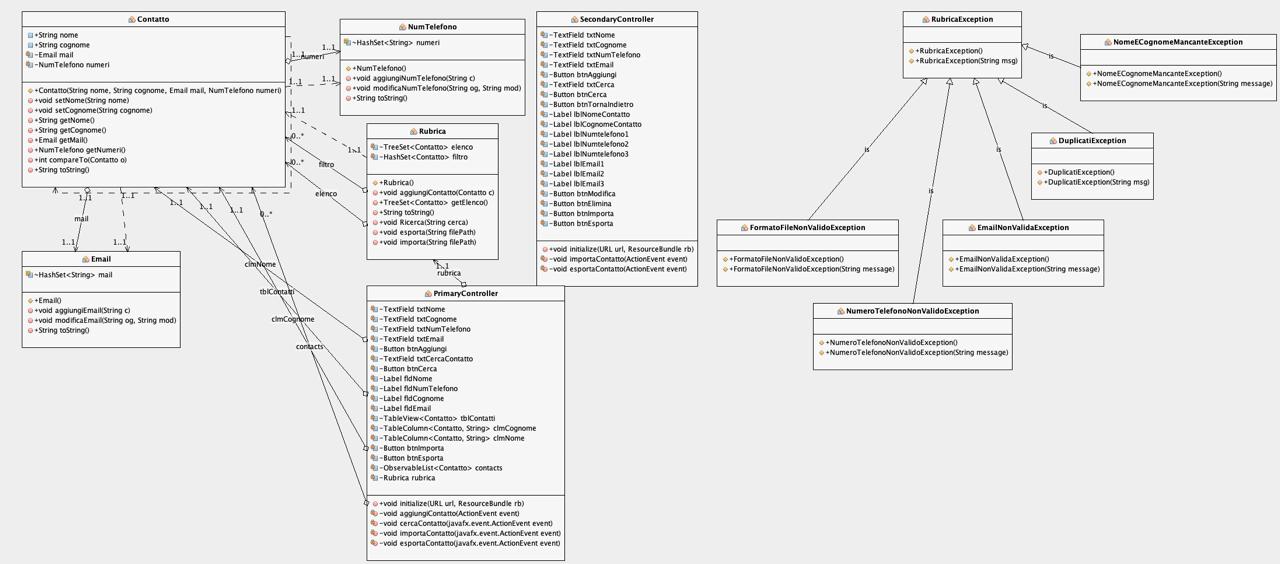 Contatto
+String nome
+String cognome
~Email mail
~NumTelefono numeri
+Contatto(String nome, String cognome, Email mail, NumTelefono numeri)
+void setNome(String nome)
+void setCognome(String cognome)
+String getNome()
+String getCognome()
+Email getMail()
+NumTelefono getNumeri()
+int compareTo(Contatto o)
+String toString()
NumTelefono
~HashSet<String> numeri
+NumTelefono()
+void aggiungiNumTelefono(String c)
+void modificaNumTelefono(String og, String mod)
+String toString()
1..1
numeri
1..1
1..1
1..1
1..1
1..1
0..*
filtro
0..*
elenco
Rubrica
~TreeSet<Contatto> elenco
~HashSet<Contatto> filtro
+Rubrica()
+void aggiungiContatto(Contatto c)
+TreeSet<Contatto> getElenco()
+String toString()
+void Ricerca(String cerca)
+void esporta(String filePath)
+void importa(String filePath)
1..1
mail
1..1
1..1
1..1
1..1
1..1
1..1
0..*
Email
~HashSet<String> mail
+Email()
+void aggiungiEmail(String c)
+void modificaEmail(String og, String mod)
+String toString()
clmNome
tblContatti
clmCognome
contacts
1..1
rubrica
PrimaryController
~TextField txtNome
~TextField txtCognome
~TextField txtNumTelefono
~TextField txtEmail
~Button btnAggiungi
~TextField txtCercaContatto
~Button btnCerca
~Label fldNome
~Label fldNumTelefono
~Label fldCognome
~Label fldEmail
~TableView<Contatto> tblContatti
~TableColumn<Contatto, String> clmCognome
~TableColumn<Contatto, String> clmNome
~Button btnImporta
~Button btnEsporta
~ObservableList<Contatto> contacts
~Rubrica rubrica
+void initialize(URL url, ResourceBundle rb)
~void aggiungiContatto(ActionEvent event)
~void cercaContatto(javafx.event.ActionEvent event)
~void importaContatto(javafx.event.ActionEvent event)
~void esportaContatto(javafx.event.ActionEvent event)
SecondaryController
~TextField txtNome
~TextField txtCognome
~TextField txtNumTelefono
~TextField txtEmail
~Button btnAggiungi
~TextField txtCerca
~Button btnCerca
~Button btnTornaIndietro
~Label lblNomeContatto
~Label lblCognomeContatto
~Label lblNumtelefono1
~Label lblNumtelefono2
~Label lblNumtelefono3
~Label lblEmail1
~Label lblEmail2
~Label lblEmail3
~Button btnModifica
~Button btnElimina
~Button btnImporta
~Button btnEsporta
+void initialize(URL url, ResourceBundle rb)
~void importaContatto(ActionEvent event)
~void esportaContatto(ActionEvent event)
RubricaException
+RubricaException()
+RubricaException(String msg)
is
NomeECognomeMancanteException
+NomeECognomeMancanteException()
+NomeECognomeMancanteException(String message)
is
DuplicatiException
+DuplicatiException()
+DuplicatiException(String msg)
is
is
is
FormatoFileNonValidoException
+FormatoFileNonValidoException()
+FormatoFileNonValidoException(String message)
EmailNonValidaException
+EmailNonValidaException()
+EmailNonValidaException(String message)
NumeroTelefonoNonValidoException
+NumeroTelefonoNonValidoException()
+NumeroTelefonoNonValidoException(String message)